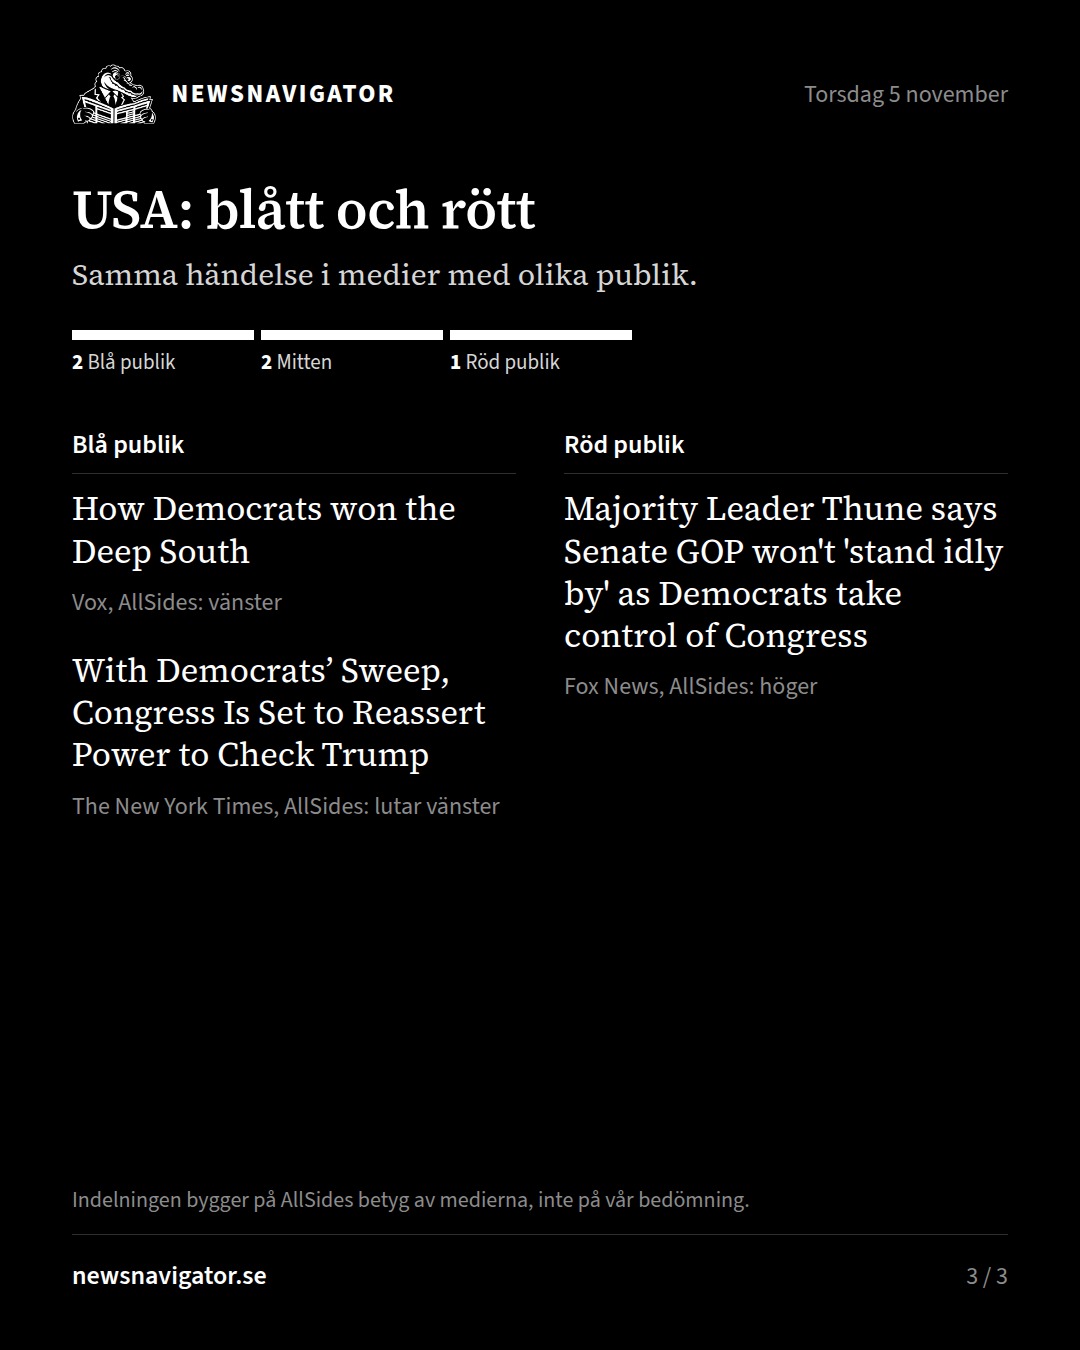 NEWSNAVIGATOR
Torsdag 5 november
USA: blått och rött
Samma händelse i medier med olika publik.
2 Blå publik
2 Mitten
1 Röd publik
Blå publik
How Democrats won the
Deep South
Vox, AllSides: vänster
With Democrats’ Sweep,
Congress Is Set to Reassert
Power to Check Trump
The New York Times, AllSides: lutar vänster
Röd publik
Majority Leader Thune says
Senate GOP won't 'stand idly
by' as Democrats take
control of Congress
Fox News, AllSides: höger
Indelningen bygger på AllSides betyg av medierna, inte på vår bedömning.
newsnavigator.se
3 / 3